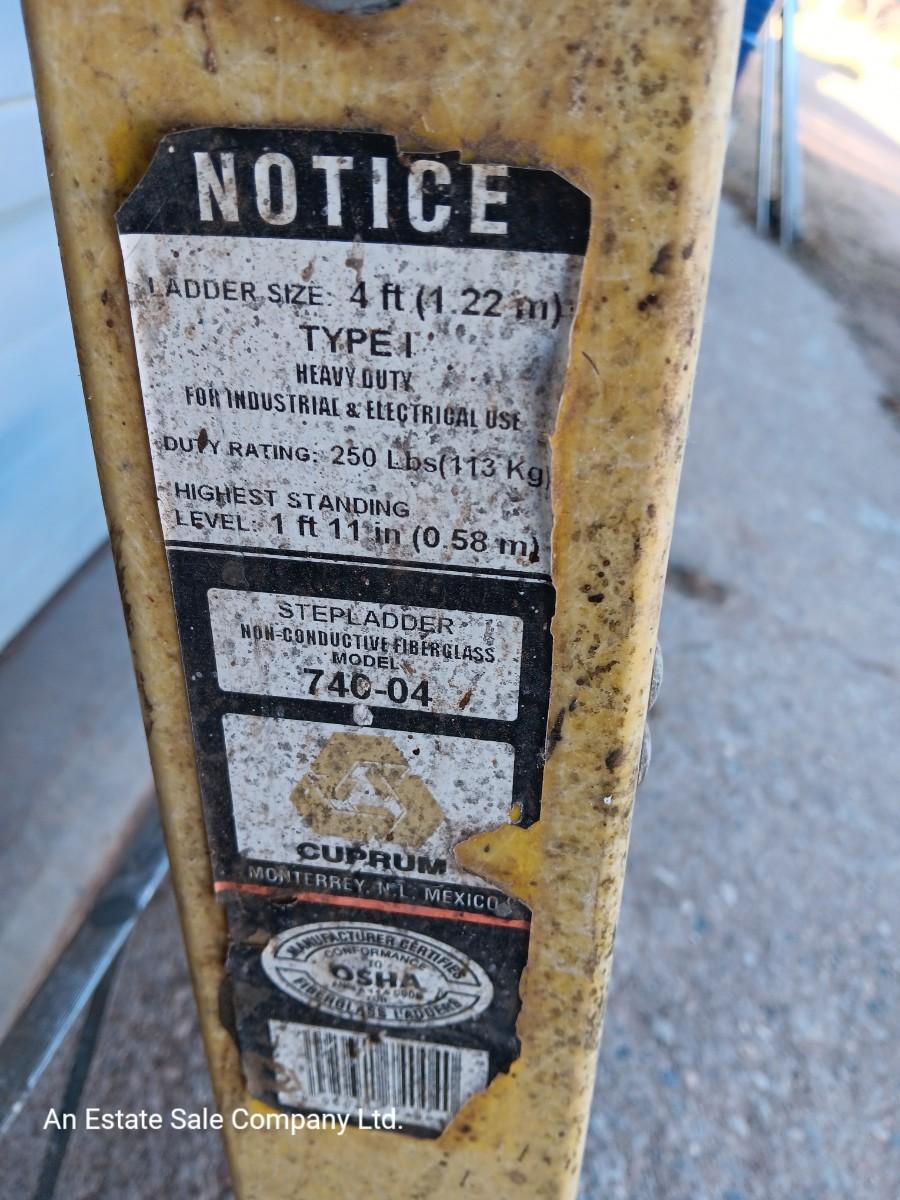 NOTICE
LADDER SIZE: 4 ft (1.22 m)
TYPE I
HEAVY DUTY
FOR INDUSTRIAL & ELECTRICAL USE
DUTY RATING: 250 Lbs(113 Kg)
HIGHEST STANDING
LEVEL: 1 ft 11 in (0.58 m)
STEPLADDER
NON-CONDUCTIVE FIBERGLASS
MODEL
740-04
CUPRUM
MONTERREY, N.L. MEXICO
MANUFACTURER CERTIFIES
CONFORMANCE
TO
OSHA
FIBERGLASS LADDERS
An Estate Sale Company Ltd.